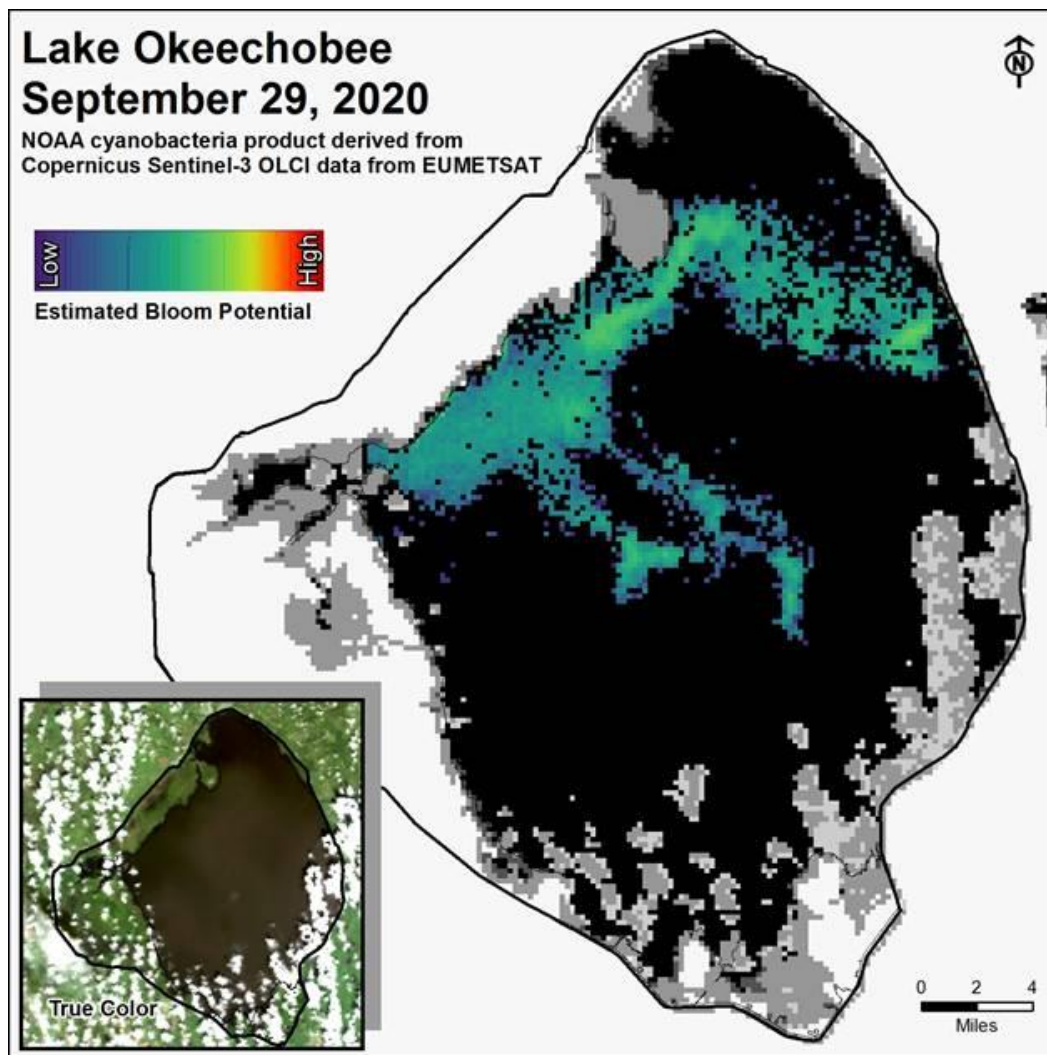 Lake Okeechobee
September 29, 2020
NOAA cyanobacteria product derived from
Copernicus Sentinel-3 OLCI data from EUMETSAT
N
Low
High
Estimated Bloom Potential
True Color
0 2 4
Miles